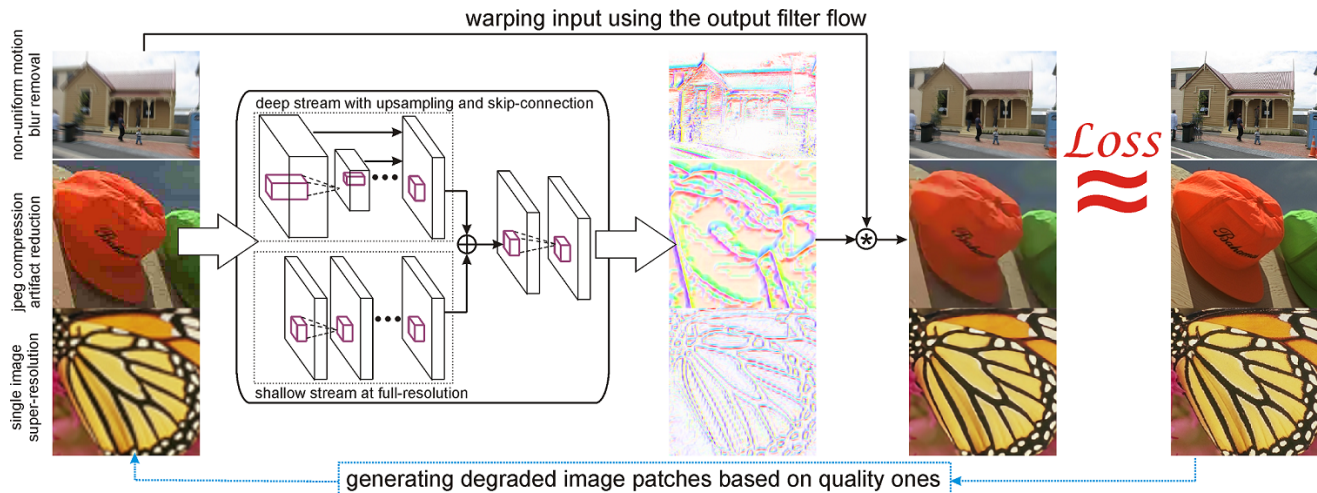 warping input using the output filter flow
non-uniform motion
blur removal
deep stream with upsampling and skip-connection
Loss
jpeg compression
artifact reduction
single image
super-resolution
shallow stream at full-resolution
generating degraded image patches based on quality ones